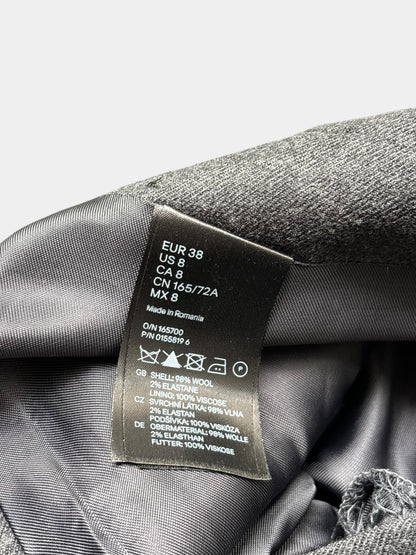 EUR 38
US 8
CA 8
CN 165/72A
MX 8
Made in Romania
O/N 165700
P/N 0155819 6
P
GB SHELL: 98% WOOL
2% ELASTANE
LINING: 100% VISCOSE
CZ SVRCHNÍ LÁTKA: 98% VLNA
2% ELASTAN
PODŠÍVKA: 100% VISKÓZA
DE OBERMATERIAL: 98% WOLLE
2% ELASTHAN
FUTTER: 100% VISKOSE